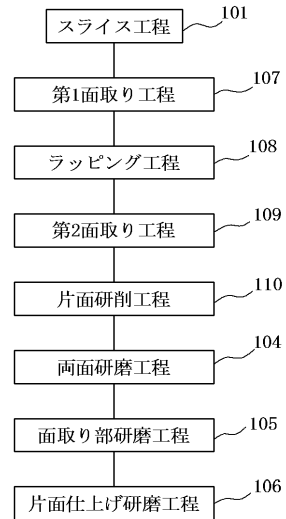 スライス工程 101
第1面取り工程 107
ラッピング工程 108
第2面取り工程 109
片面研削工程 110
両面研磨工程 104
面取り部研磨工程 105
片面仕上げ研磨工程 106